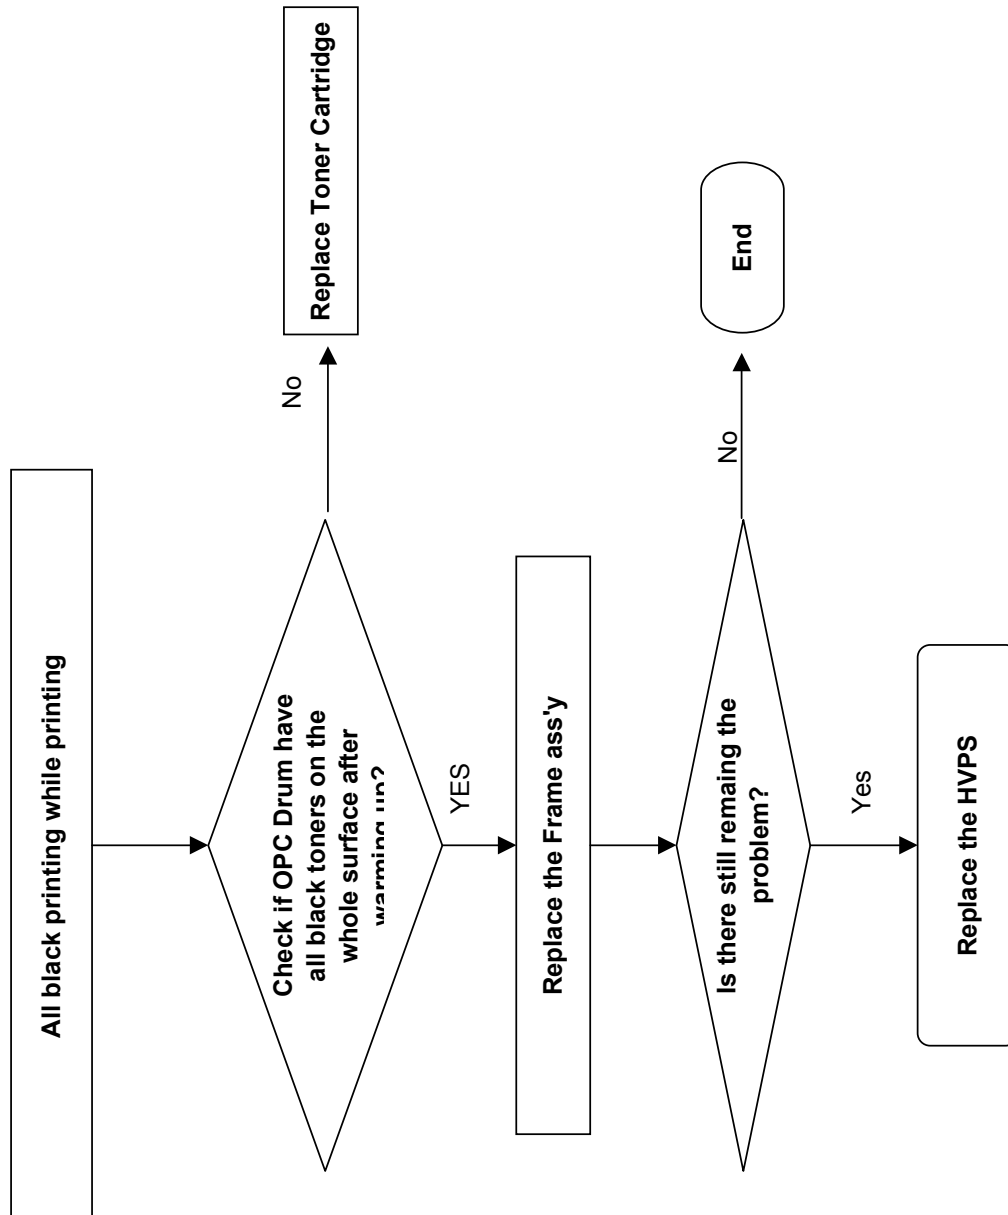 All black printing while printing
Check if OPC Drum have
all black toners on the
whole surface after
warming up?
No
Replace Toner Cartridge
YES
Replace the Frame ass'y
Is there still remaing the
problem?
No
End
Yes
Replace the HVPS